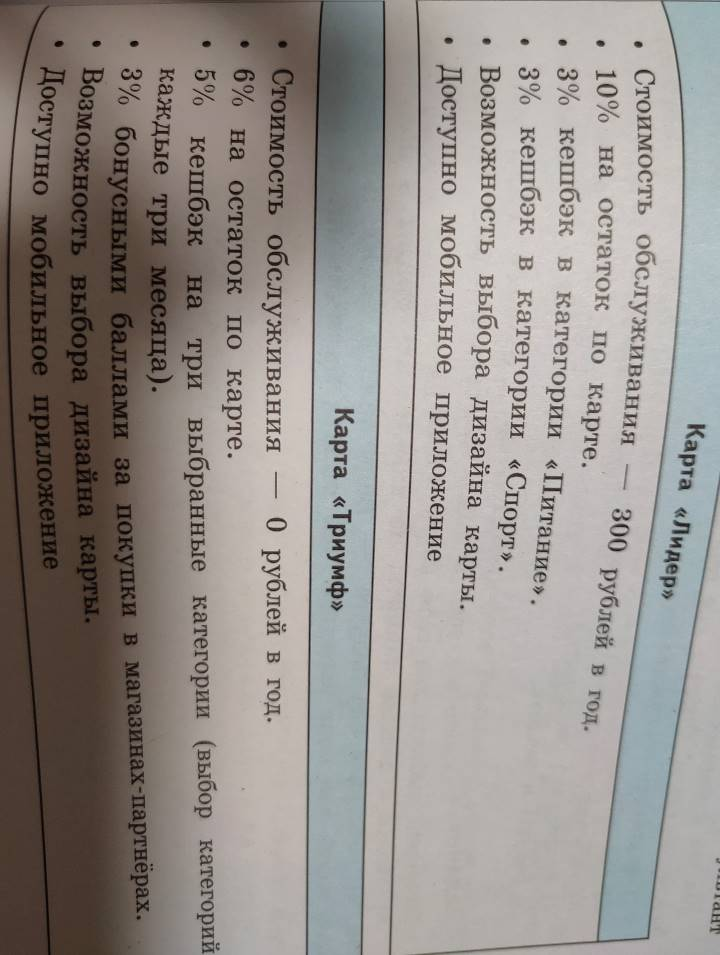 Карта «Лидер»
• Стоимость обслуживания — 300 рублей в год.
• 10% на остаток по карте.
• 3% кешбэк в категории «Питание».
• 3% кешбэк в категории «Спорт».
• Возможность выбора дизайна карты.
• Доступно мобильное приложение
Карта «Триумф»
• Стоимость обслуживания — 0 рублей в год.
• 6% на остаток по карте.
• 5% кешбэк на три выбранные категории (выбор категорий
каждые три месяца).
• 3% бонусными баллами за покупки в магазинах-партнёрах.
• Возможность выбора дизайна карты.
• Доступно мобильное приложение